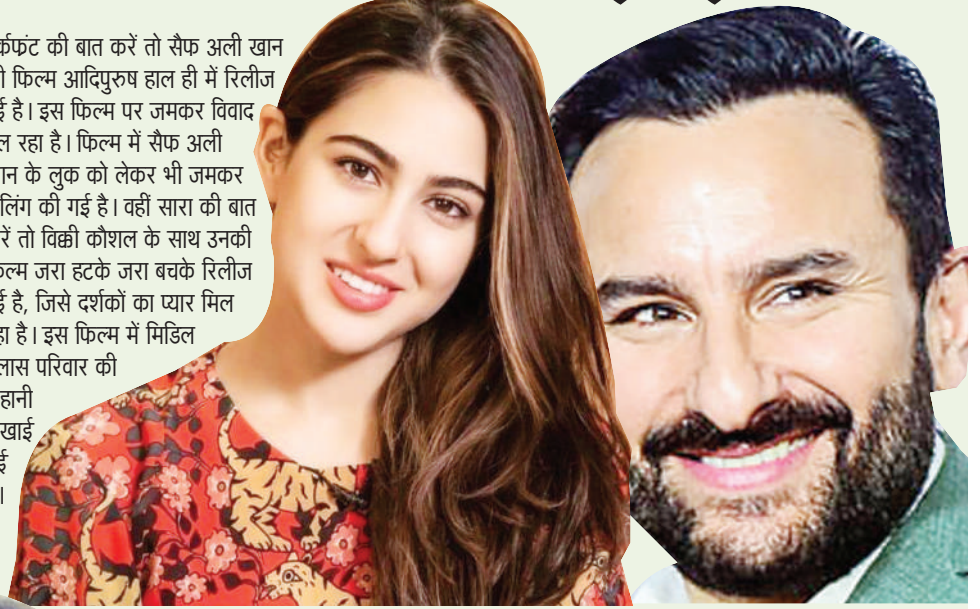 र्कफ्रंट की बात करें तो सैफ अली खान
ी फिल्म आदिपुरुष हाल ही में रिलीज
ई है। इस फिल्म पर जमकर विवाद
ल रहा है। फिल्म में सैफ अली
ान के लुक को लेकर भी जमकर
लिंग की गई है। वहीं सारा की बात
रें तो विक्की कौशल के साथ उनकी
फल्म जरा हटके जरा बचके रिलीज
ई है, जिसे दर्शकों का प्यार मिल
हा है। इस फिल्म में मिडिल
लास परिवार की
हानी
खाई
ई
।